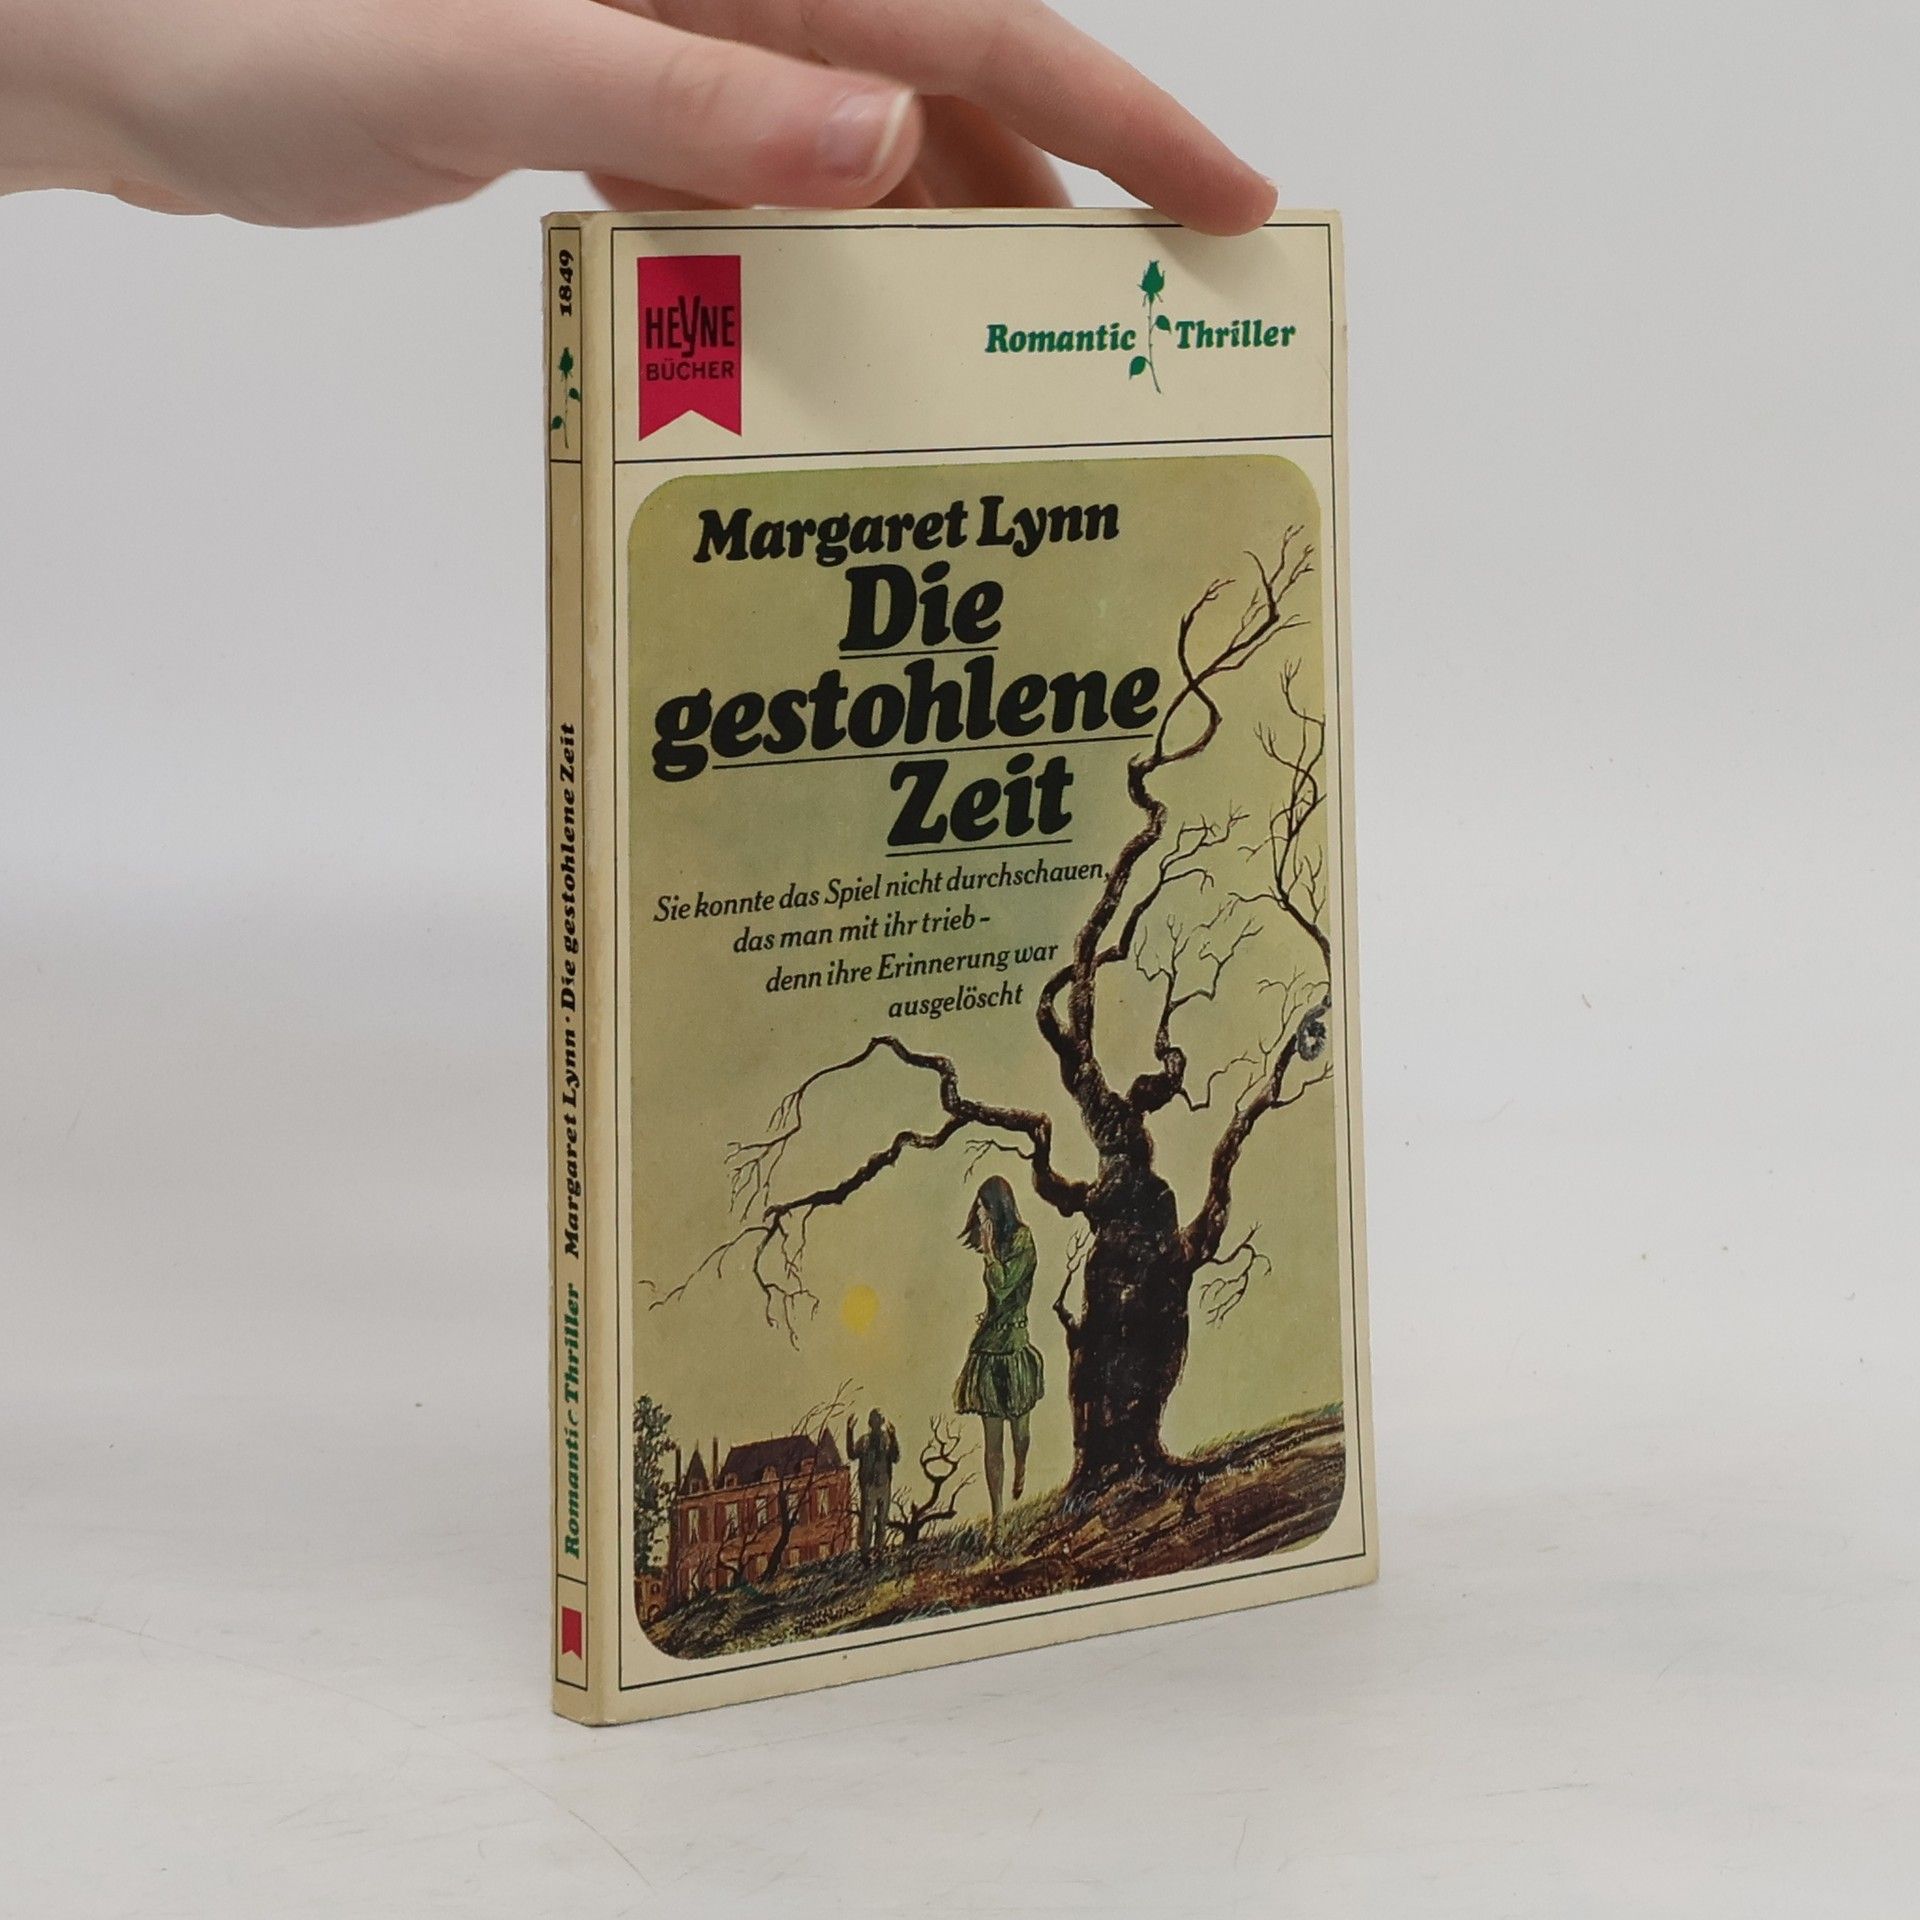 HEYNE
BÜCHER
Romantic Thriller
Margaret Lynn
Die
gestohlene
Zeit
Sie konnte das Spiel nicht durchschauen,
das man mit ihr trieb -
denn ihre Erinnerung war
ausgelöscht
6
1849
Romantic Thriller Margaret Lynn · Die gestohlene Zeit